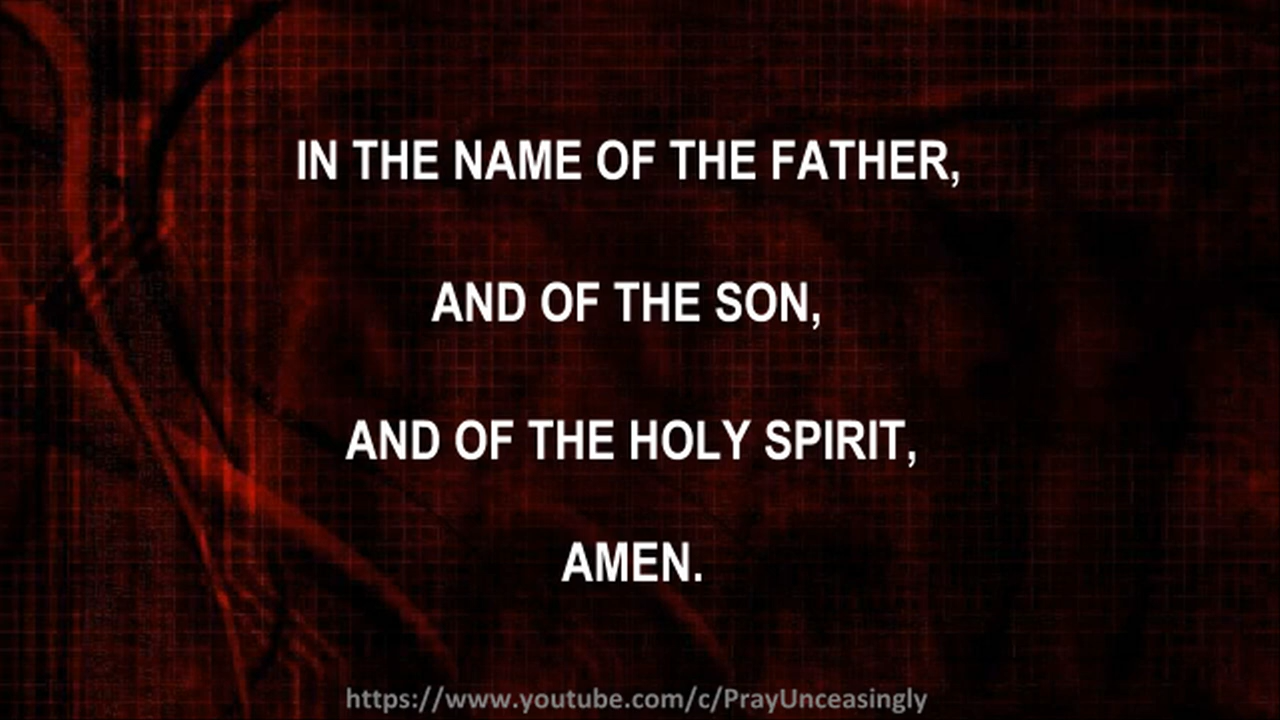 IN THE NAME OF THE FATHER,
AND OF THE SON,
AND OF THE HOLY SPIRIT,
AMEN.
https://www.youtube.com/c/PrayUnceasingly